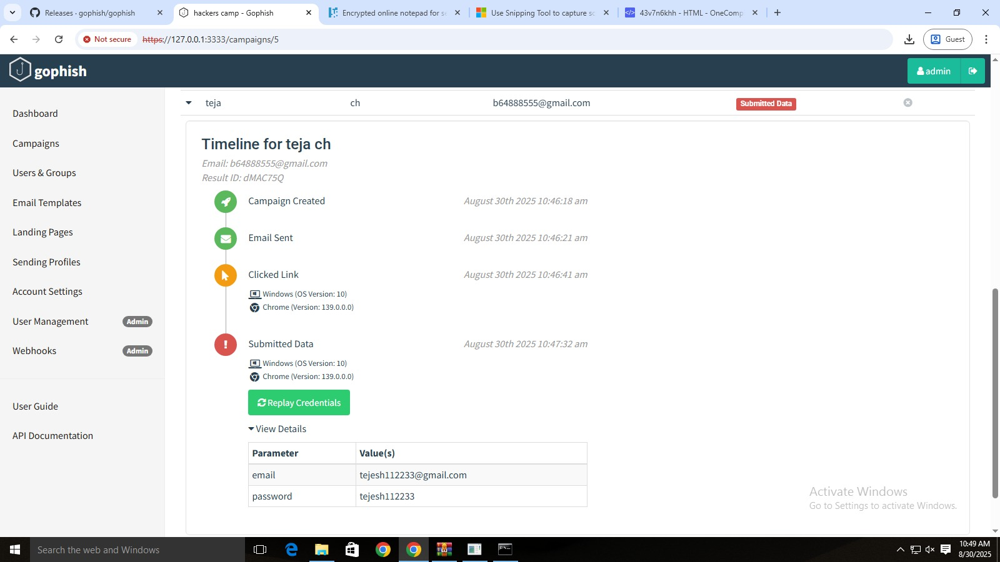 Releases · gophish/gophish
hackers camp - Gophish
Encrypted online notepad for se
Use Snipping Tool to capture sc
43v7n6khh - HTML - OneComp
Not secure
https://127.0.0.1:3333/campaigns/5
Guest
gophish
admin
Dashboard
Campaigns
Users & Groups
Email Templates
Landing Pages
Sending Profiles
Account Settings
User Management Admin
Webhooks Admin
User Guide
API Documentation
teja ch b64888555@gmail.com Submitted Data
Timeline for teja ch
Email: b64888555@gmail.com
Result ID: dMAC75Q
Campaign Created August 30th 2025 10:46:18 am
Email Sent August 30th 2025 10:46:21 am
Clicked Link August 30th 2025 10:46:41 am
Windows (OS Version: 10)
Chrome (Version: 139.0.0.0)
Submitted Data August 30th 2025 10:47:32 am
Windows (OS Version: 10)
Chrome (Version: 139.0.0.0)
Replay Credentials
View Details
Parameter Value(s)
email tejesh112233@gmail.com
password tejesh112233
Activate Windows
Go to Settings to activate Windows.
Search the web and Windows
10:49 AM
8/30/2025